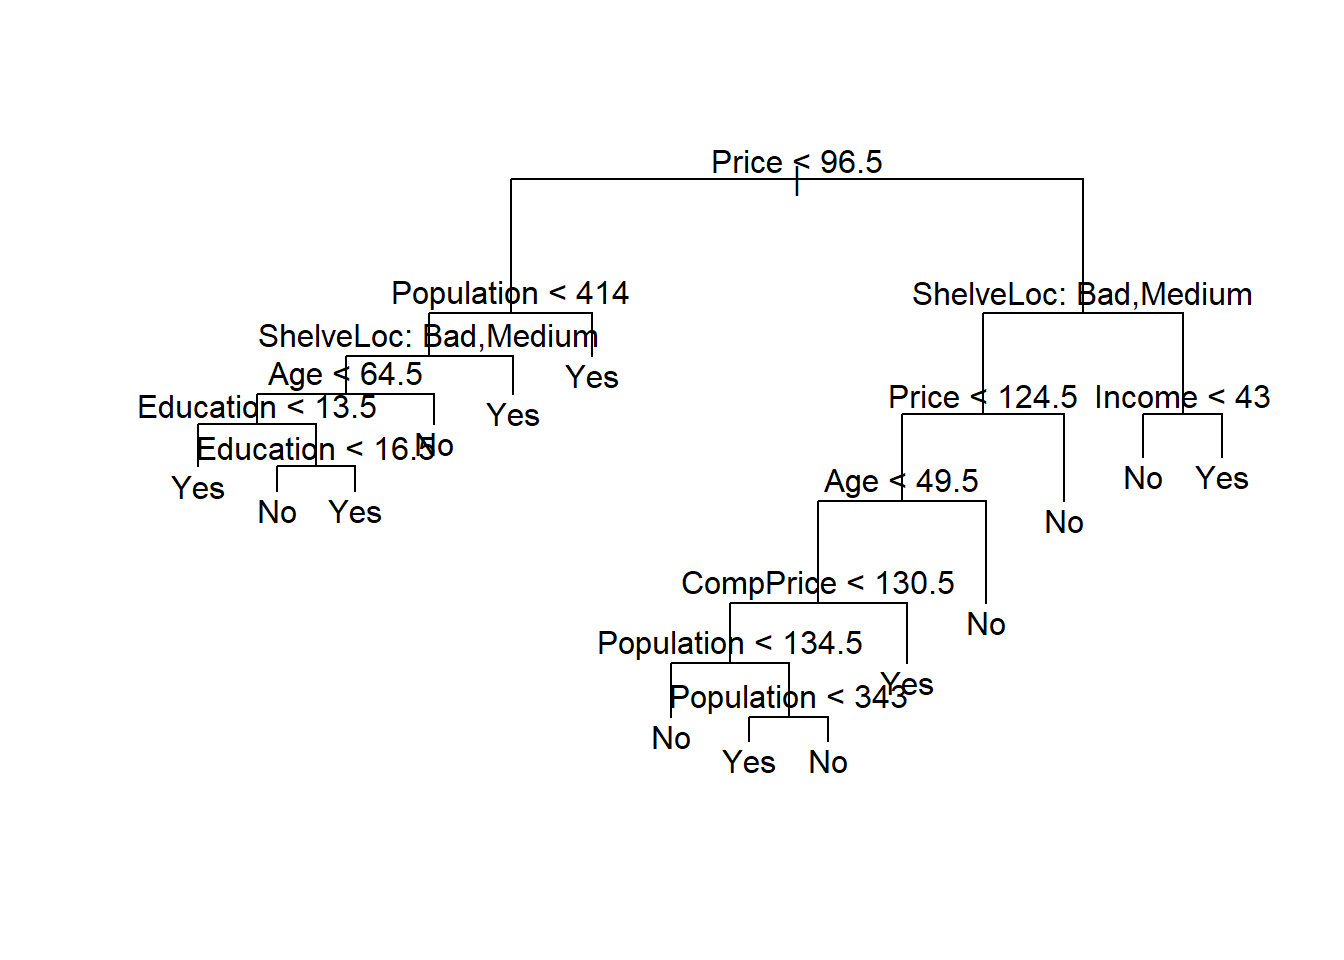 Price < 96.5
Population < 414
ShelveLoc: Bad,Medium
ShelveLoc: Bad,Medium
Age < 64.5
Yes
Education < 13.5
Price < 124.5
Income < 43
Yes
Education < 16.5
No
Yes
No
Yes
No
Yes
Age < 49.5
No
CompPrice < 130.5
No
Population < 134.5
Yes
Population < 343
No
Yes
No